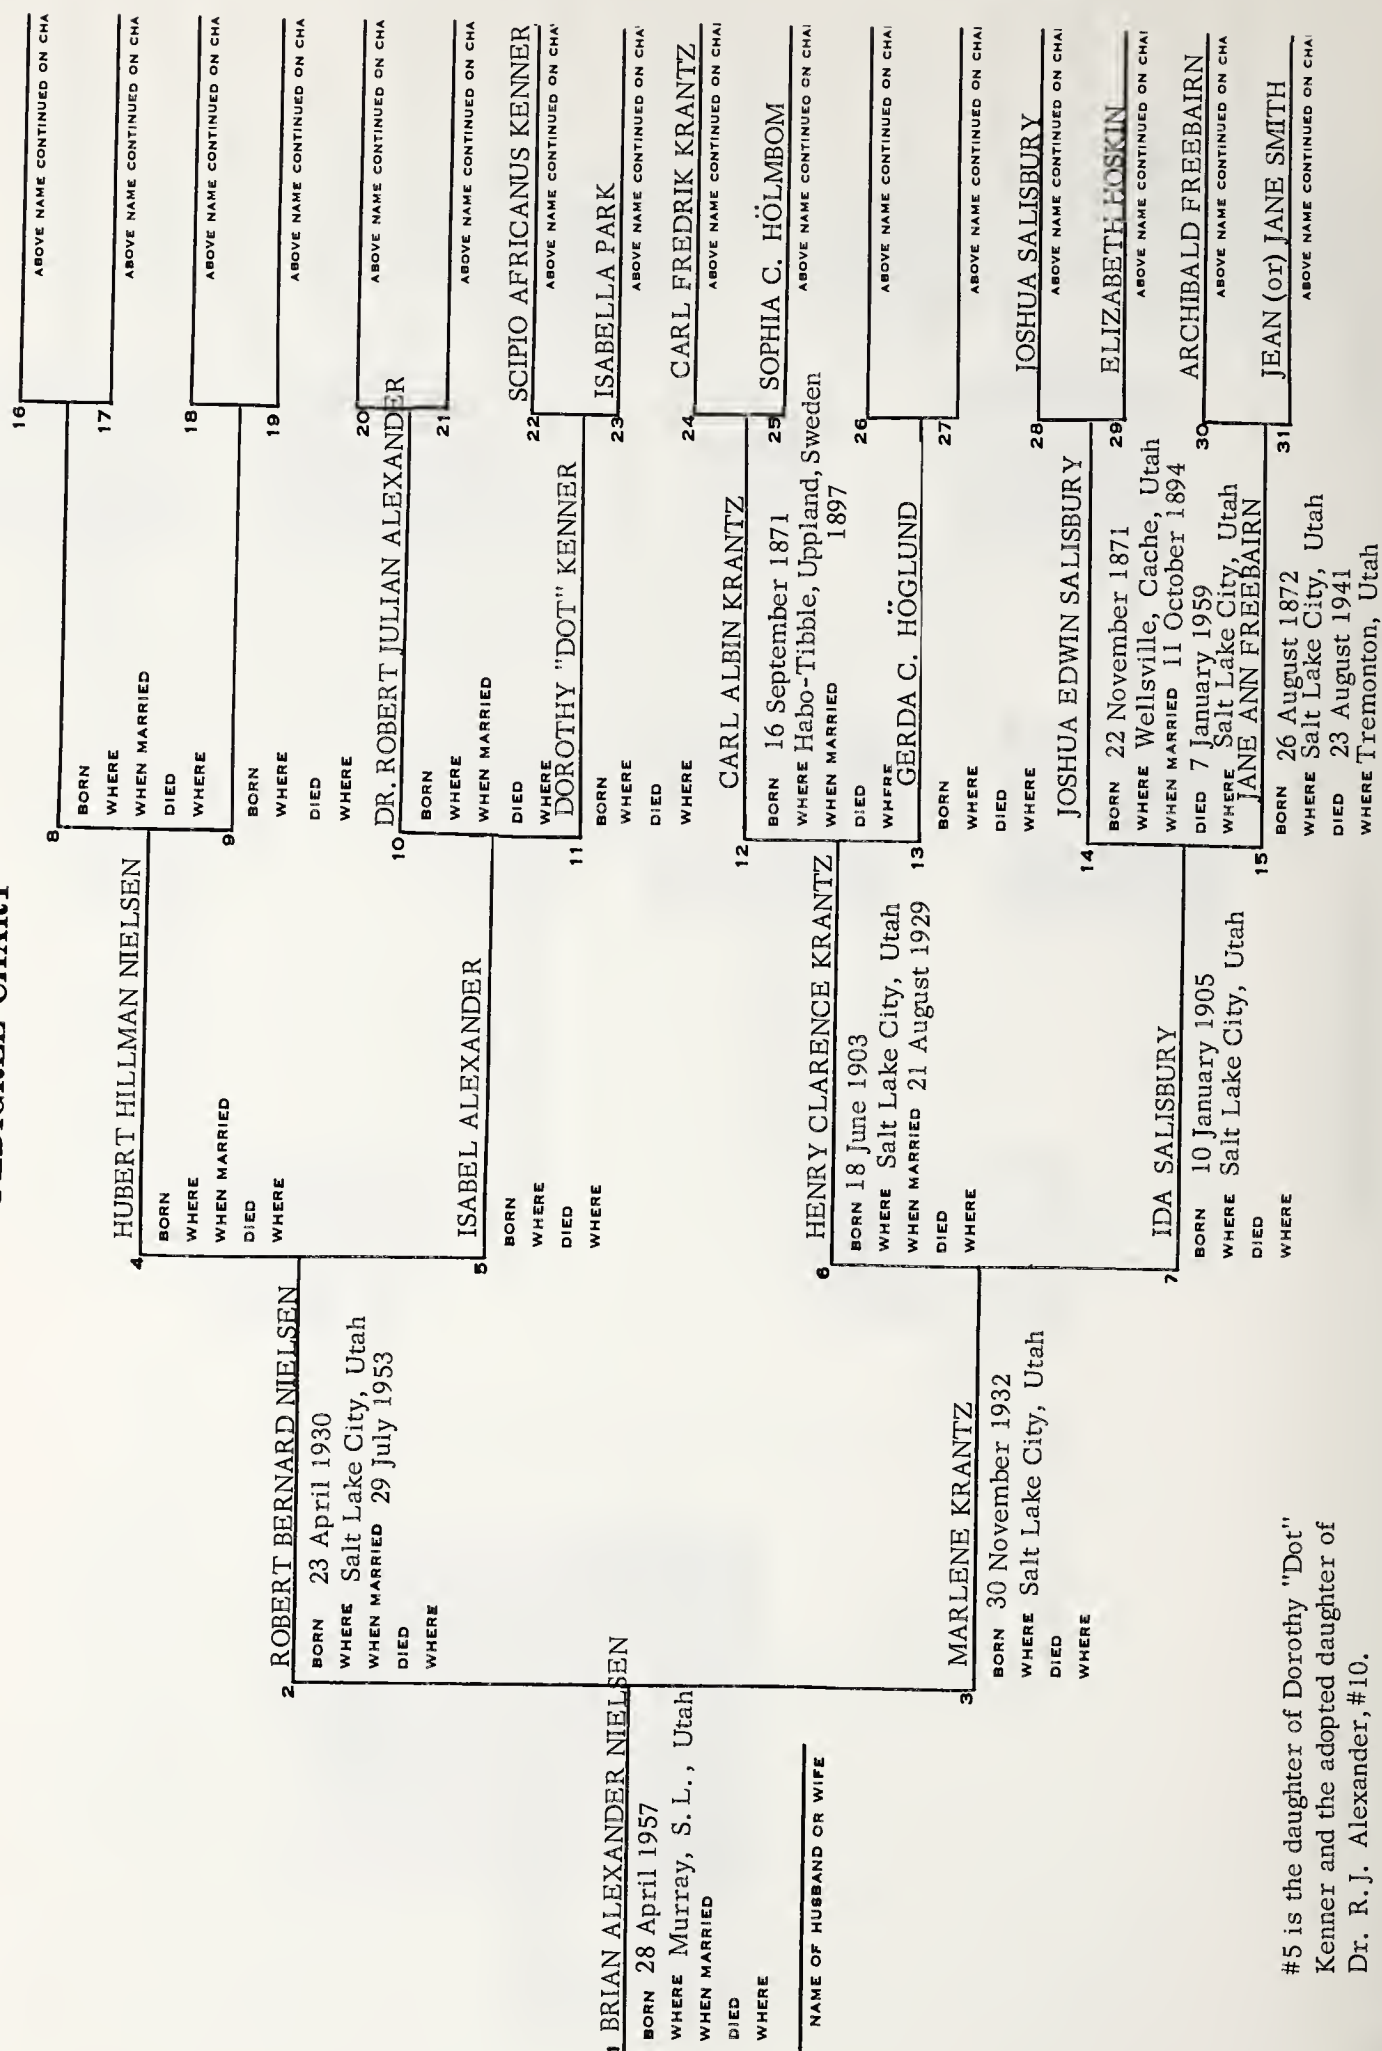 PEDIGREE CHART
BRIAN ALEXANDER NIELSEN
BORN 28 April 1957
WHERE Murray, S. L., Utah
WHEN MARRIED
DIED
WHERE
NAME OF HUSBAND OR WIFE
#5 is the daughter of Dorothy "Dot"
Kenner and the adopted daughter of
Dr. R. J. Alexander, #10.
2
ROBERT BERNARD NIELSEN
BORN 23 April 1930
WHERE Salt Lake City, Utah
WHEN MARRIED 29 July 1953
DIED
WHERE
3
MARLENE KRANTZ
BORN 30 November 1932
WHERE Salt Lake City, Utah
DIED
WHERE
4
HUBERT HILLMAN NIELSEN
BORN
WHERE
WHEN MARRIED
DIED
WHERE
5
ISABEL ALEXANDER
BORN
WHERE
DIED
WHERE
6
HENRY CLARENCE KRANTZ
BORN 18 June 1903
WHERE Salt Lake City, Utah
WHEN MARRIED 21 August 1929
DIED
WHERE
7
IDA SALISBURY
BORN 10 January 1905
WHERE Salt Lake City, Utah
DIED
WHERE
8
BORN
WHERE
WHEN MARRIED
DIED
WHERE
9
BORN
WHERE
DIED
WHERE
10
DR. ROBERT JULIAN ALEXANDER
BORN
WHERE
WHEN MARRIED
DIED
WHERE
11
DOROTHY "DOT" KENNER
BORN
WHERE
DIED
WHERE
12
CARL ALBIN KRANTZ
BORN 16 September 1871
WHERE Habo-Tibble, Uppland, Sweden
WHEN MARRIED 1897
DIED
WHERE
13
GERDA C. HÖGLUND
BORN
WHERE
DIED
WHERE
14
JOSHUA EDWIN SALISBURY
BORN 22 November 1871
WHERE Wellsville, Cache, Utah
WHEN MARRIED 11 October 1894
DIED 7 January 1959
WHERE Salt Lake City, Utah
15
JANE ANN FREEBAIRN
BORN 26 August 1872
WHERE Salt Lake City, Utah
DIED 23 August 1941
WHERE Tremonton, Utah
16
ABOVE NAME CONTINUED ON CHA
17
ABOVE NAME CONTINUED ON CHA
18
ABOVE NAME CONTINUED ON CHA
19
ABOVE NAME CONTINUED ON CHA
20
ABOVE NAME CONTINUED ON CHA
21
ABOVE NAME CONTINUED ON CHA
22
SCIPIO AFRICANUS KENNER
ABOVE NAME CONTINUED ON CHA
23
ISABELLA PARK
ABOVE NAME CONTINUED ON CHA
24
CARL FREDRIK KRANTZ
ABOVE NAME CONTINUED ON CHA
25
SOPHIA C. HÖLMBOM
ABOVE NAME CONTINUED ON CHA
26
ABOVE NAME CONTINUED ON CHA
27
ABOVE NAME CONTINUED ON CHA
28
JOSHUA SALISBURY
ABOVE NAME CONTINUED ON CHA
29
ELIZABETH HOSKIN
ABOVE NAME CONTINUED ON CHA
30
ARCHIBALD FREEBAIRN
ABOVE NAME CONTINUED ON CHA
31
JEAN (or) JANE SMITH
ABOVE NAME CONTINUED ON CHA